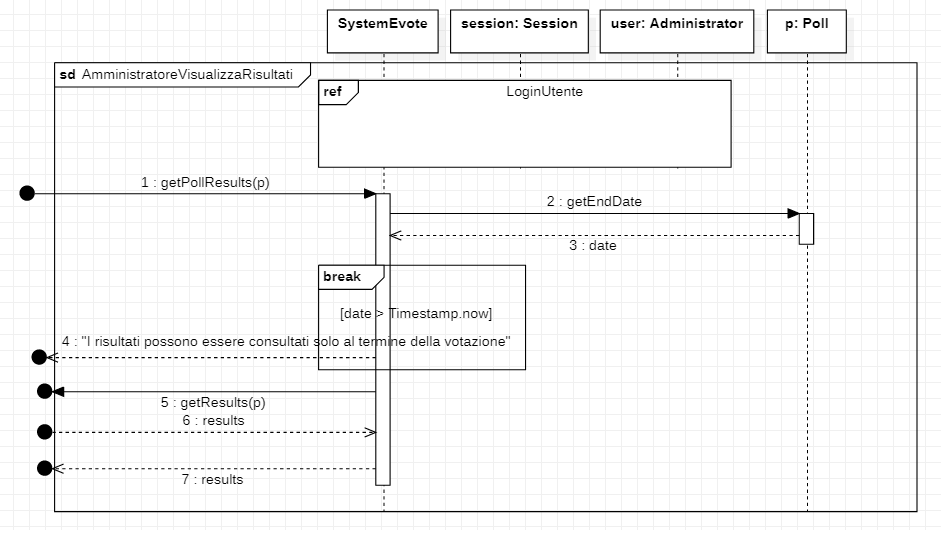 SystemEvote
session: Session
user: Administrator
p: Poll
sd AmministratoreVisualizzaRisultati
ref
LoginUtente
1 : getPollResults(p)
2 : getEndDate
3 : date
break
[date > Timestamp.now]
4 : "I risultati possono essere consultati solo al termine della votazione"
5 : getResults(p)
6 : results
7 : results